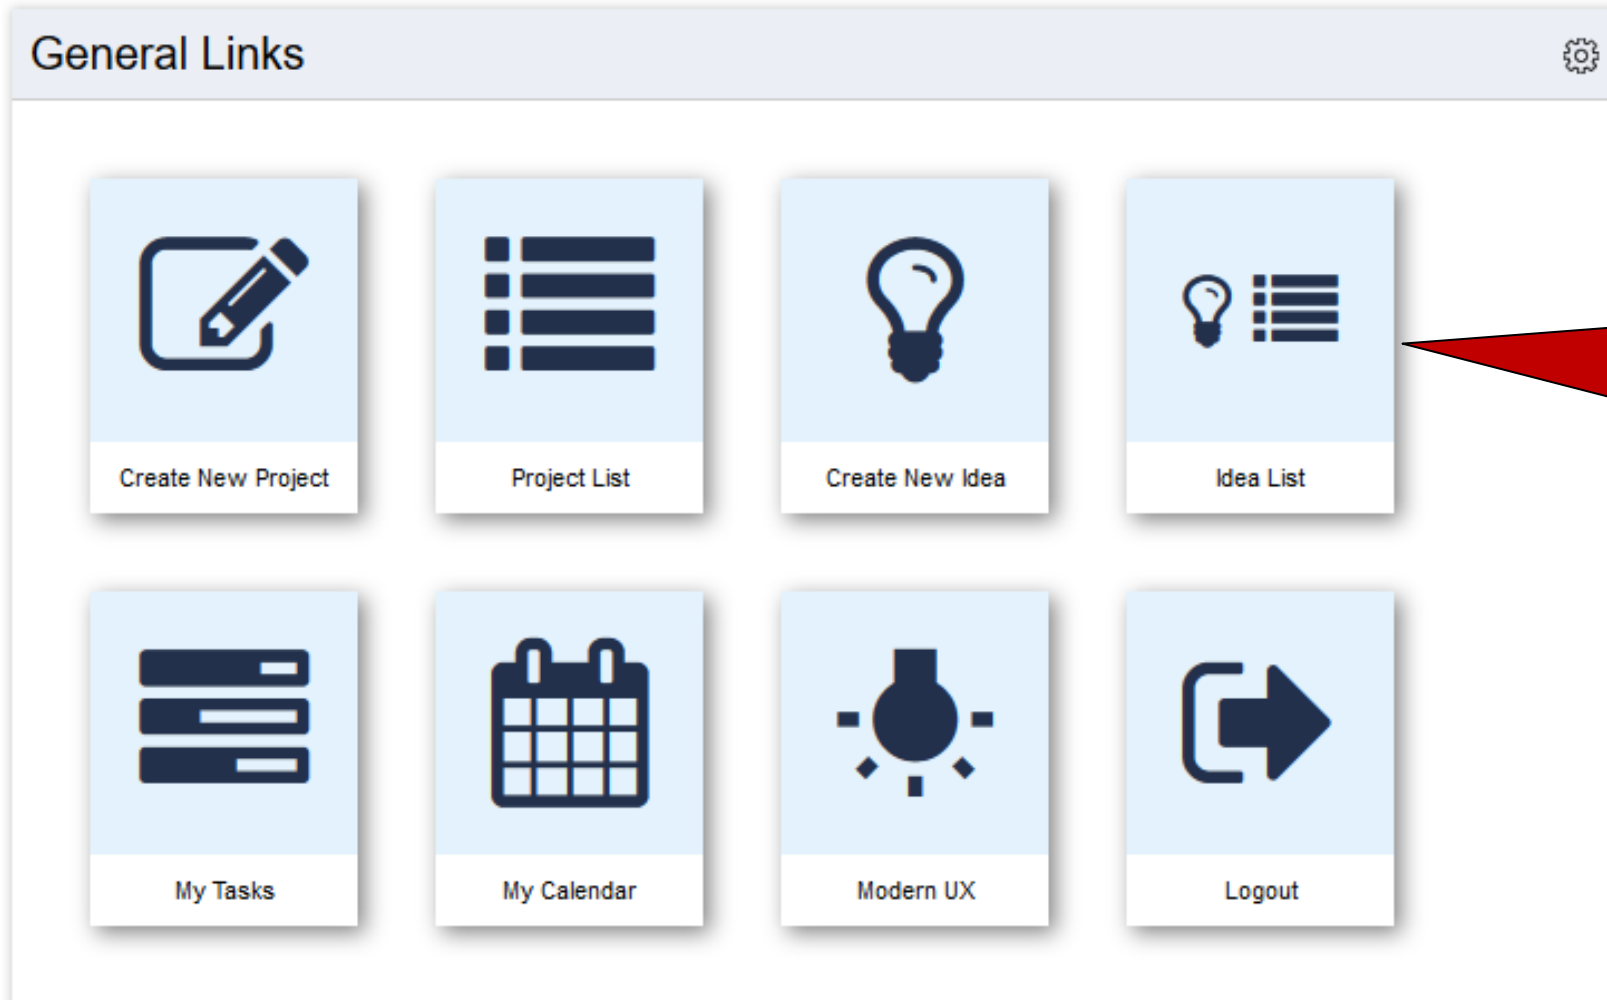 General Links
Create New Project
Project List
Create New Idea
Idea List
My Tasks
My Calendar
Modern UX
Logout